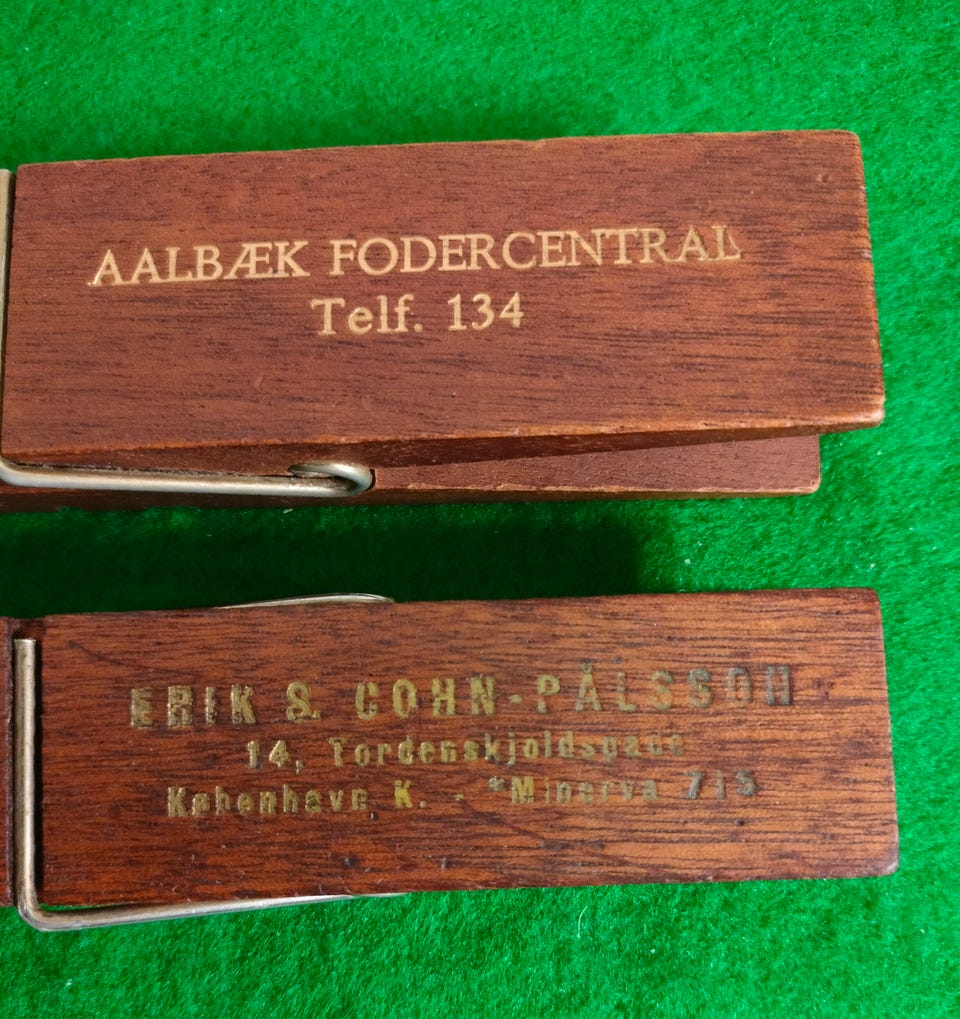 AALBÆK FODERCENTRAL
Telf. 134
ERIK S. COHN-PÅLSSON
14, Tordenskjoldsgade
København K. - *Minerva 715